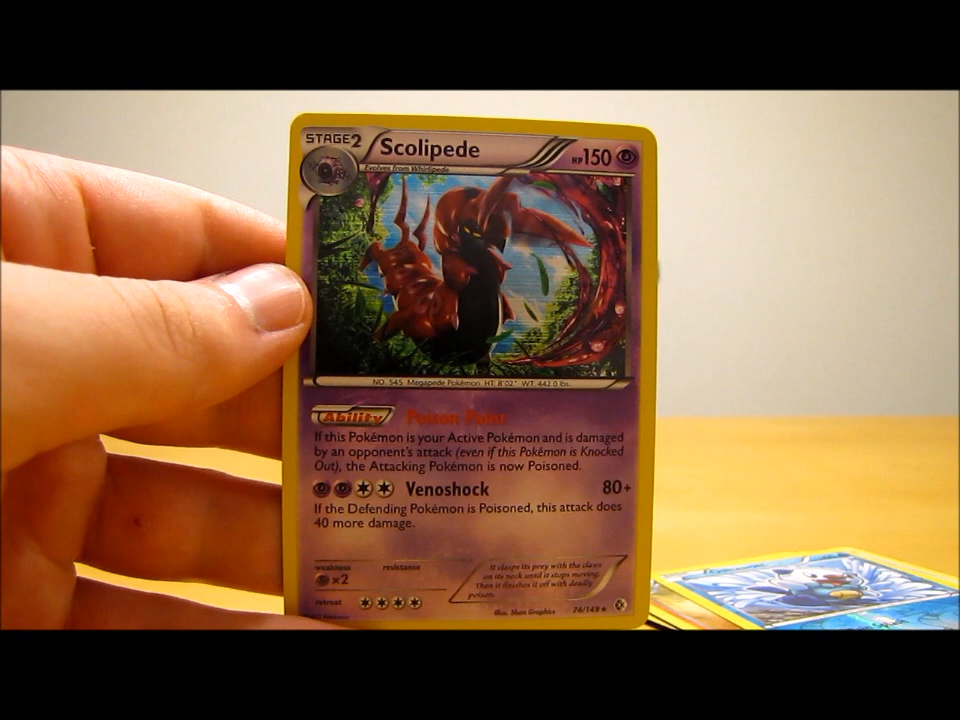 STAGE2 Scolipede HP150
Evolves from Whirlipede
NO. 545 Megapede Pokémon HT: 8'02" WT: 442.0 lbs.
Ability Poison Point
If this Pokémon is your Active Pokémon and is damaged
by an opponent's attack (even if this Pokémon is Knocked
Out), the Attacking Pokémon is now Poisoned.
Venoshock 80+
If the Defending Pokémon is Poisoned, this attack does
40 more damage.
weakness resistance
×2
It clasps its prey with the claws
on its neck until it stops moving.
Then it finishes it off with deadly
poison.
retreat
Illus. 5ban Graphics 74/149 ★